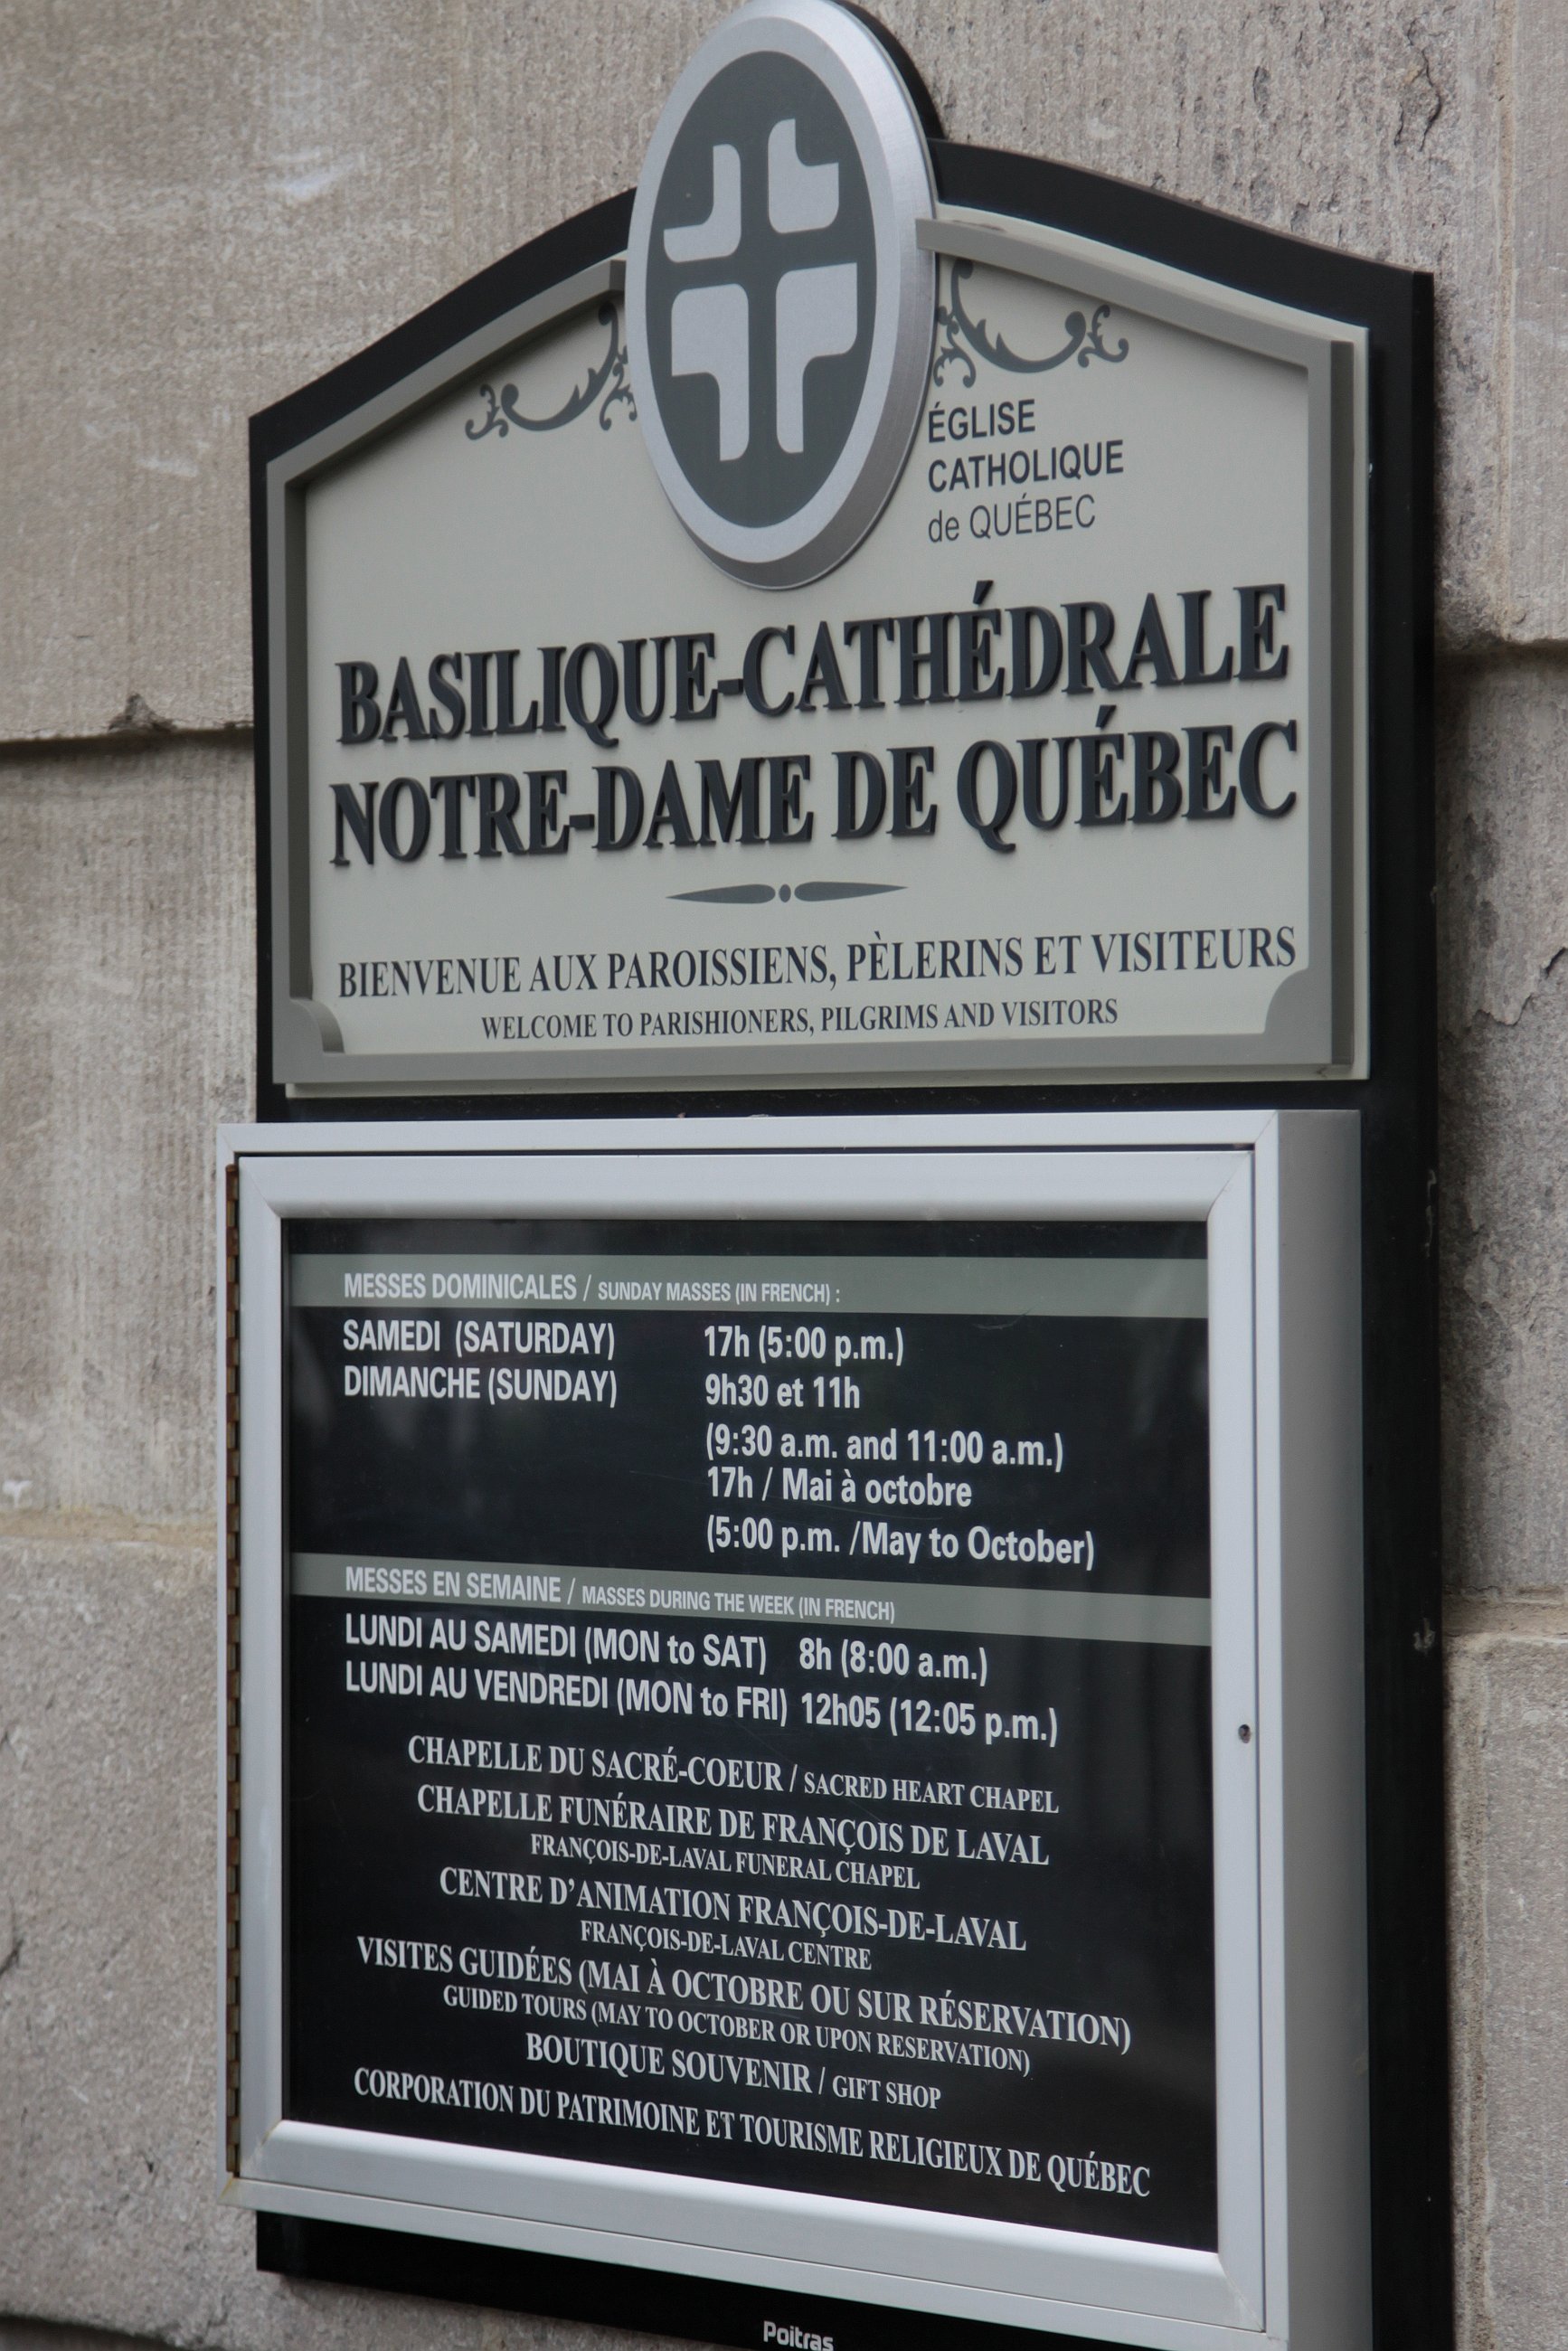 ÉGLISE
CATHOLIQUE
de QUÉBEC
BASILIQUE-CATHÉDRALE
NOTRE-DAME DE QUÉBEC
BIENVENUE AUX PAROISSIENS, PÈLERINS ET VISITEURS
WELCOME TO PARISHIONERS, PILGRIMS AND VISITORS
MESSES DOMINICALES / SUNDAY MASSES (IN FRENCH) :
SAMEDI (SATURDAY) 17h (5:00 p.m.)
DIMANCHE (SUNDAY) 9h30 et 11h
(9:30 a.m. and 11:00 a.m.)
17h / Mai à octobre
(5:00 p.m. /May to October)
MESSES EN SEMAINE / MASSES DURING THE WEEK (IN FRENCH)
LUNDI AU SAMEDI (MON to SAT) 8h (8:00 a.m.)
LUNDI AU VENDREDI (MON to FRI) 12h05 (12:05 p.m.)
CHAPELLE DU SACRÉ-COEUR / SACRED HEART CHAPEL
CHAPELLE FUNÉRAIRE DE FRANÇOIS DE LAVAL
FRANÇOIS-DE-LAVAL FUNERAL CHAPEL
CENTRE D'ANIMATION FRANÇOIS-DE-LAVAL
FRANÇOIS-DE-LAVAL CENTRE
VISITES GUIDÉES (MAI À OCTOBRE OU SUR RÉSERVATION)
GUIDED TOURS (MAY TO OCTOBER OR UPON RESERVATION)
BOUTIQUE SOUVENIR / GIFT SHOP
CORPORATION DU PATRIMOINE ET TOURISME RELIGIEUX DE QUÉBEC
Poitras